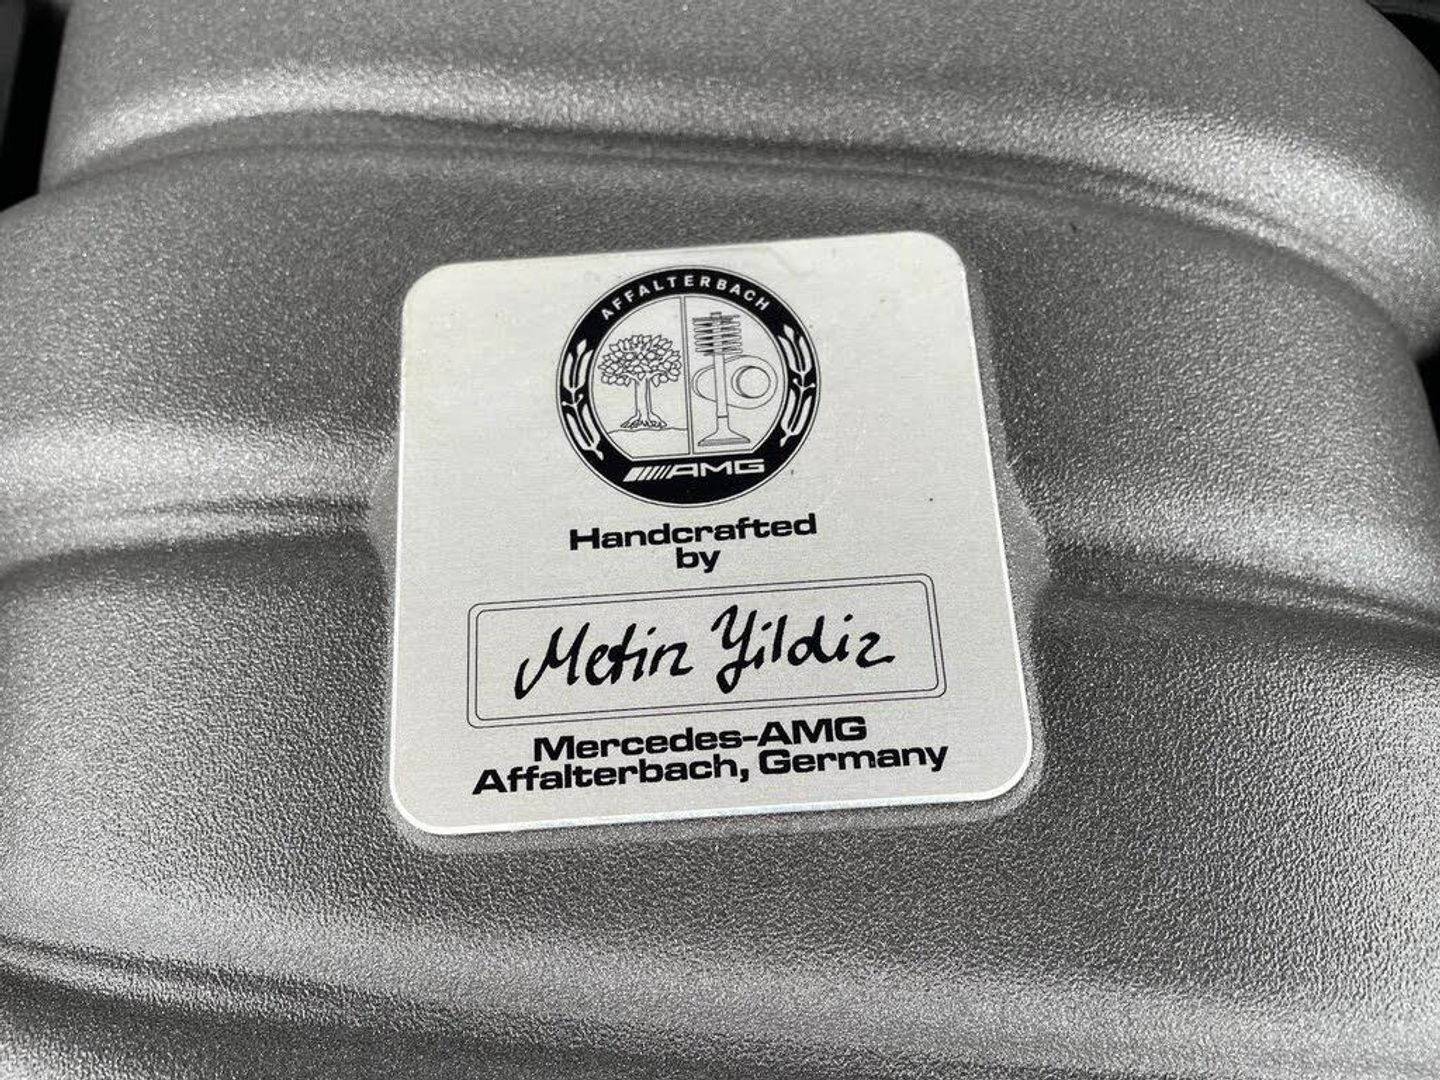 AFFALTERBACH
AMG
Handcrafted
by
Metin Yildiz
Mercedes-AMG
Affalterbach, Germany